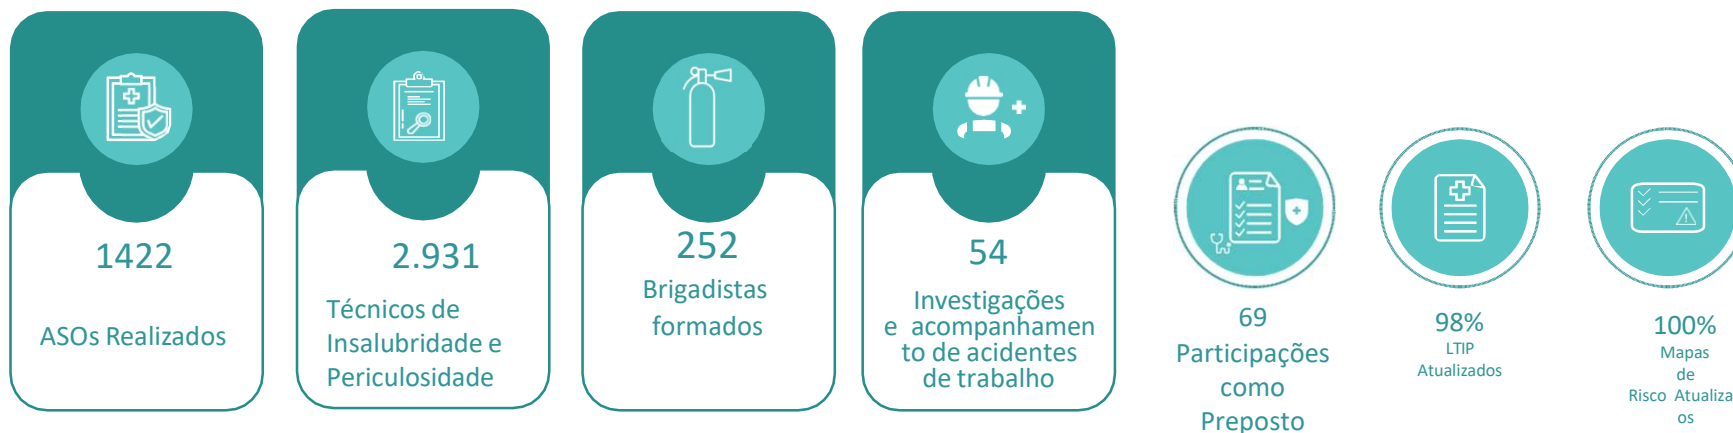 1422
ASOs Realizados
2.931
Técnicos de
Insalubridade e
Periculosidade
252
Brigadistas
formados
54
Investigações
e acompanhamen
to de acidentes
de trabalho
69
Participações
como
Preposto
98%
LTIP
Atualizados
100%
Mapas
de
Risco Atualiza
os